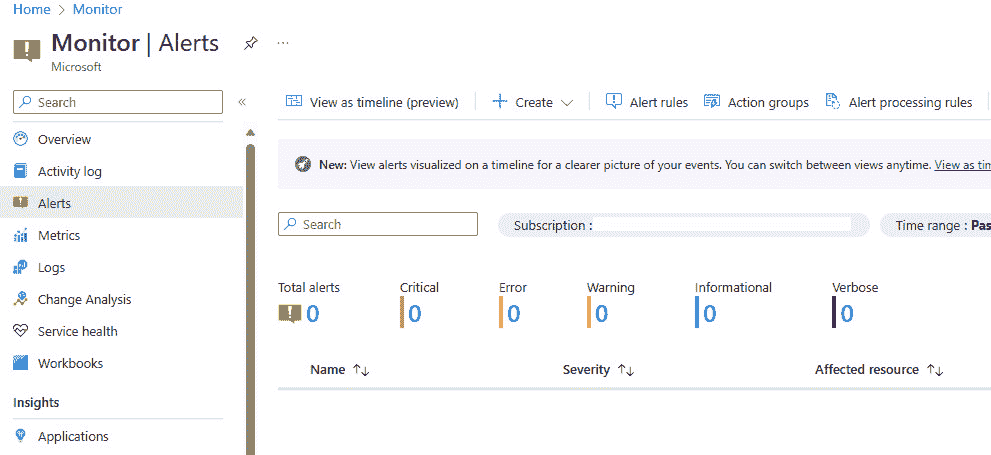 Home > Monitor
Monitor | Alerts
Microsoft
Search
Overview
Activity log
Alerts
Metrics
Logs
Change Analysis
Service health
Workbooks
Insights
Applications
View as timeline (preview) Create Alert rules Action groups Alert processing rules
New: View alerts visualized on a timeline for a clearer picture of your events. You can switch between views anytime. View as
Search Subscription : Time range :
Total alerts Critical Error Warning Informational Verbose
0 0 0 0 0 0
Name Severity Affected resource